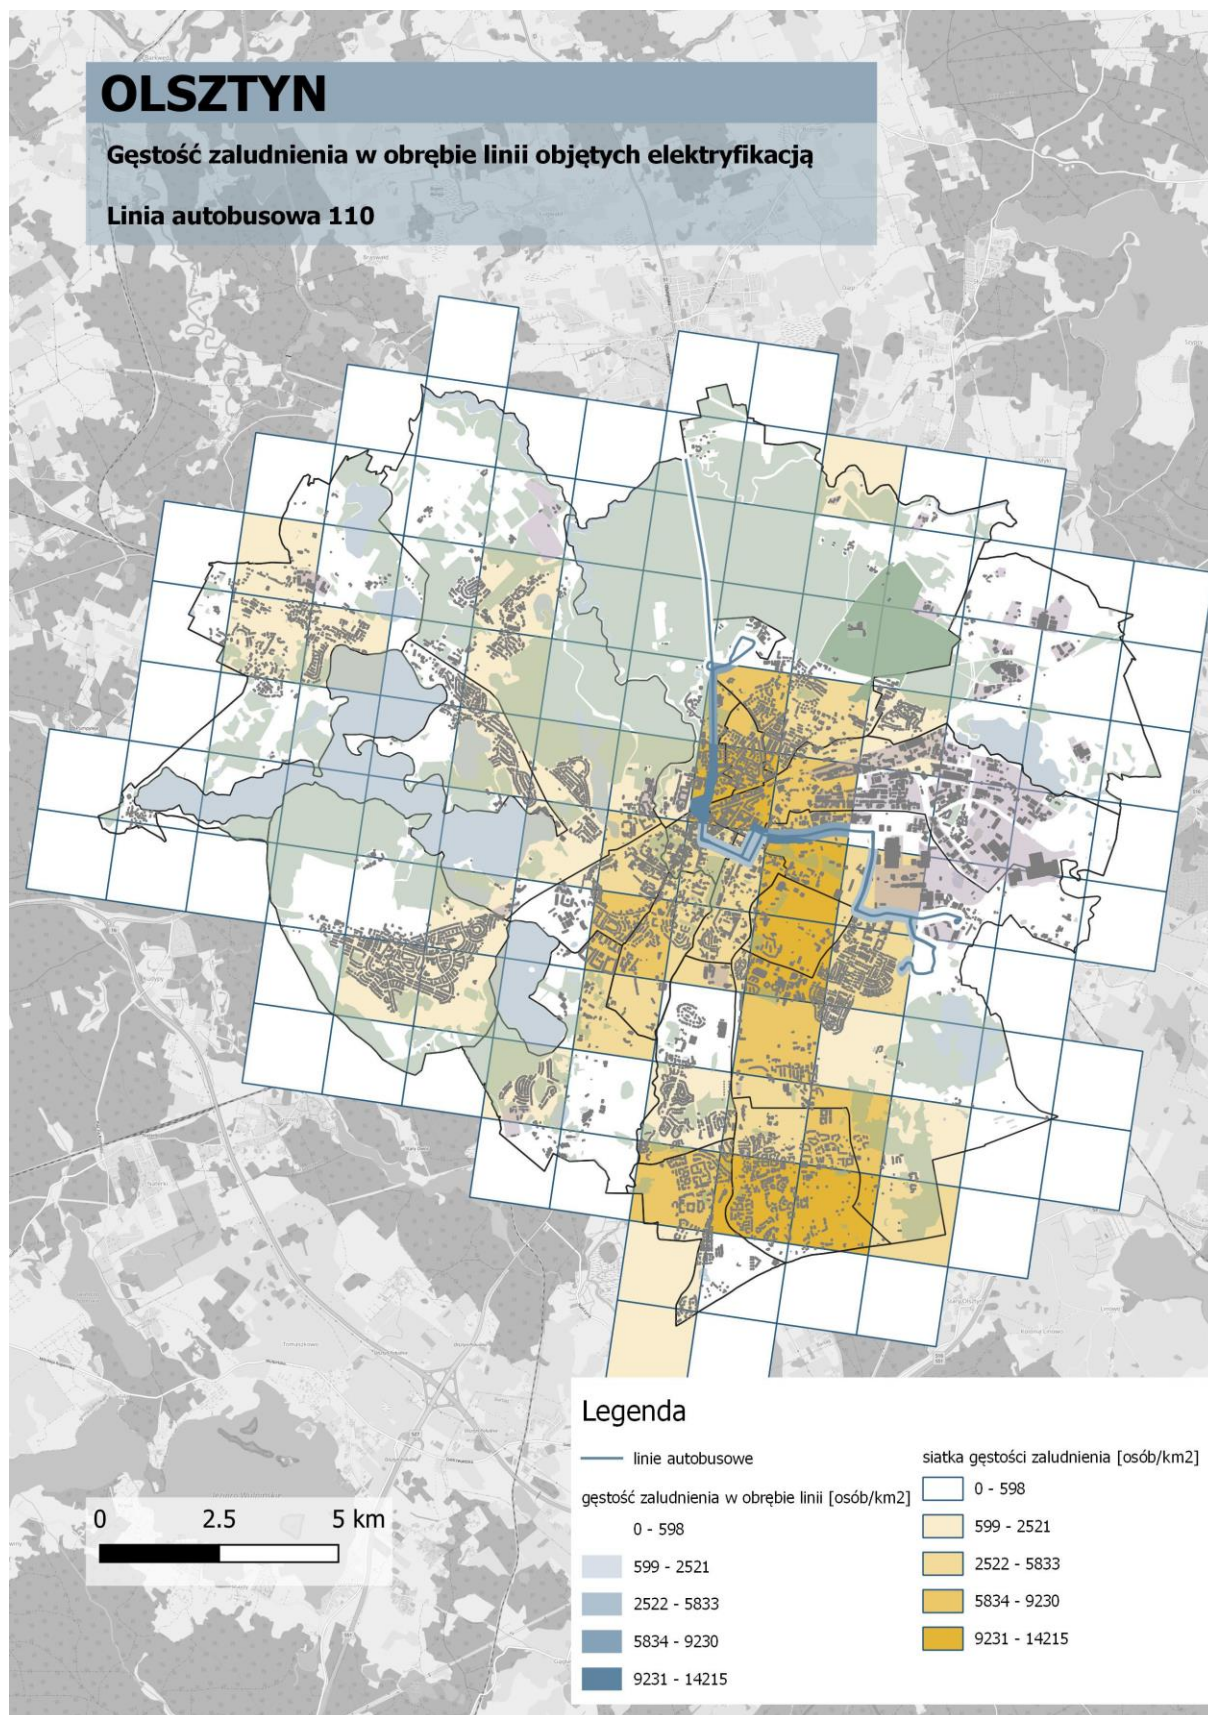 OLSZTYN
Gęstość zaludnienia w obrębie linii objętych elektryfikacją
Linia autobusowa 110
Legenda
linie autobusowe
gęstość zaludnienia w obrębie linii [osób/km2]
0 - 598
599 - 2521
2522 - 5833
5834 - 9230
9231 - 14215
siatka gęstości zaludnienia [osób/km2]
0 - 598
599 - 2521
2522 - 5833
5834 - 9230
9231 - 14215
0 2.5 5 km